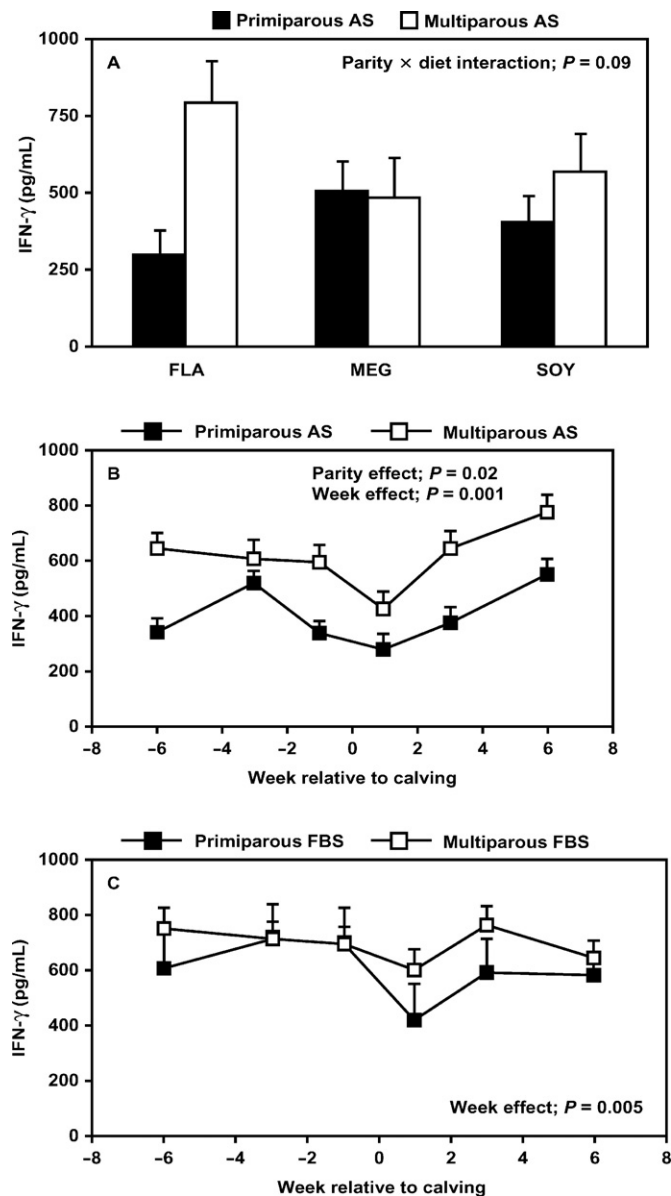 Primiparous AS Multiparous AS
1000
A
Parity × diet interaction; P = 0.09
750
IFN-γ (pg/mL)
500
250
0
FLA MEG SOY
Primiparous AS Multiparous AS
1000
B
Parity effect; P = 0.02
Week effect; P = 0.001
800
600
IFN-γ (pg/mL)
400
200
0
–8 –6 –4 –2 0 2 4 6 8
Week relative to calving
Primiparous FBS Multiparous FBS
1000
C
800
600
IFN-γ (pg/mL)
400
200
Week effect; P = 0.005
0
–8 –6 –4 –2 0 2 4 6 8
Week relative to calving